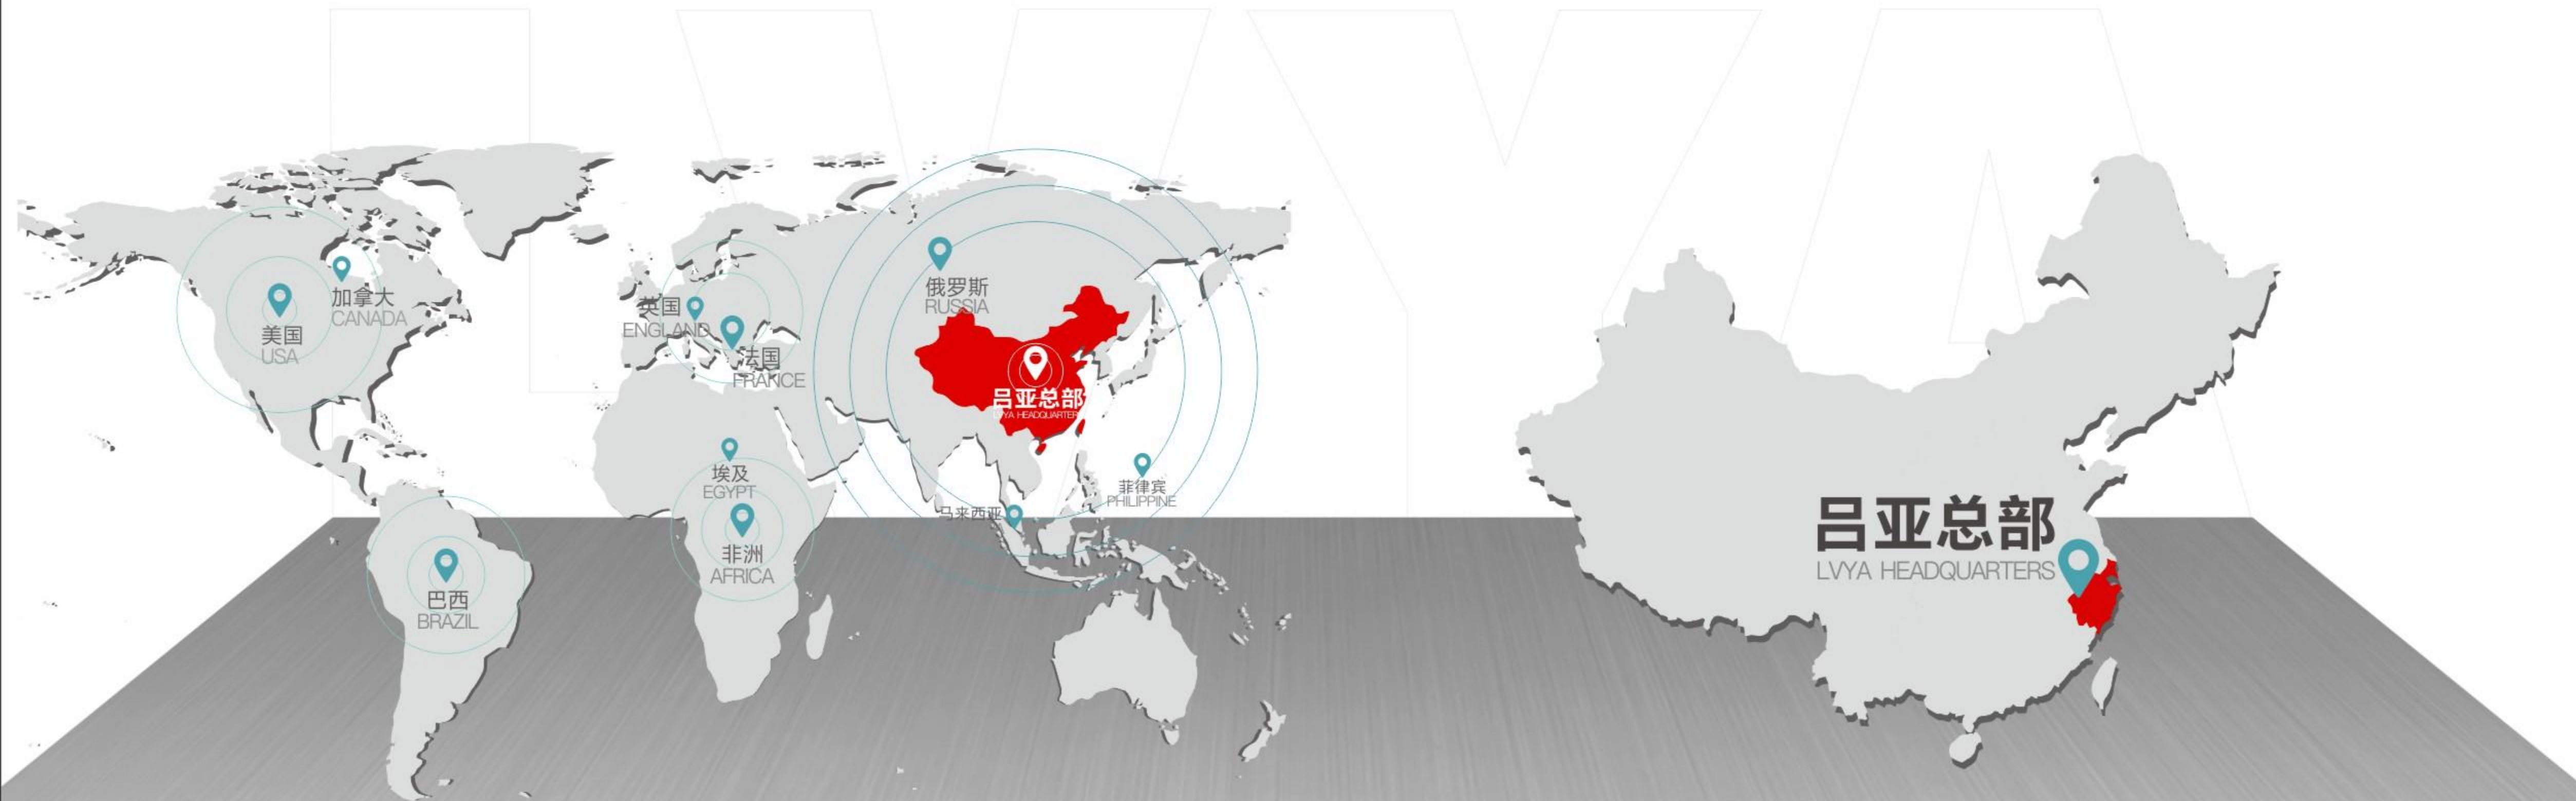 LVYA
加拿大
CANADA
美国
USA
巴西
BRAZIL
英国
ENGLAND
法国
FRANCE
埃及
EGYPT
非洲
AFRICA
俄罗斯
RUSSIA
吕亚总部
LVYA HEADQUARTERS
菲律宾
PHILIPPINE
马来西亚
吕亚总部
LVYA HEADQUARTERS